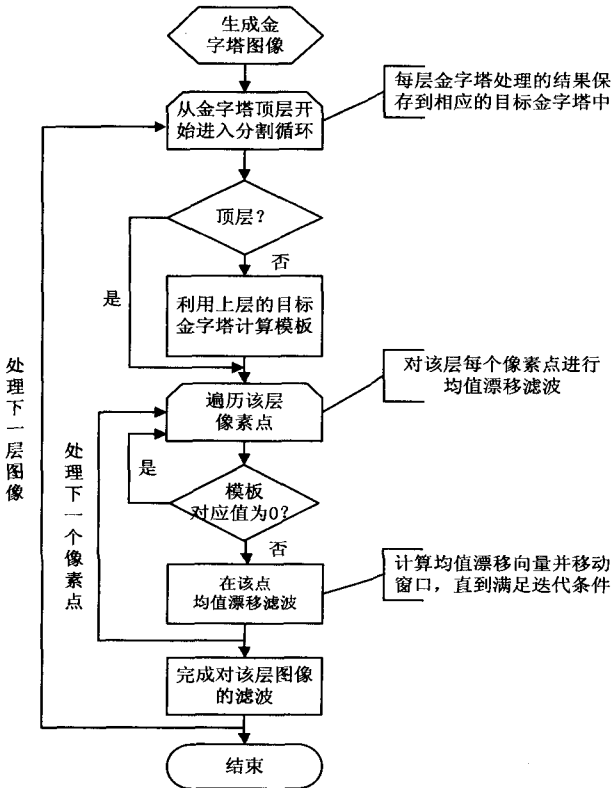 生成金
字塔图像
每层金字塔处理的结果保
存到相应的目标金字塔中
从金字塔顶层开
始进入分割循环
顶层？
否
是
利用上层的目标
金字塔计算模板
对该层每个像素点进行
均值漂移滤波
遍历该层
像素点
处理下一层图像
处理下一个像素点
是
模板
对应值为0？
否
计算均值漂移向量并移动
窗口，直到满足迭代条件
在该点
均值漂移滤波
完成对该层图像
的滤波
结束